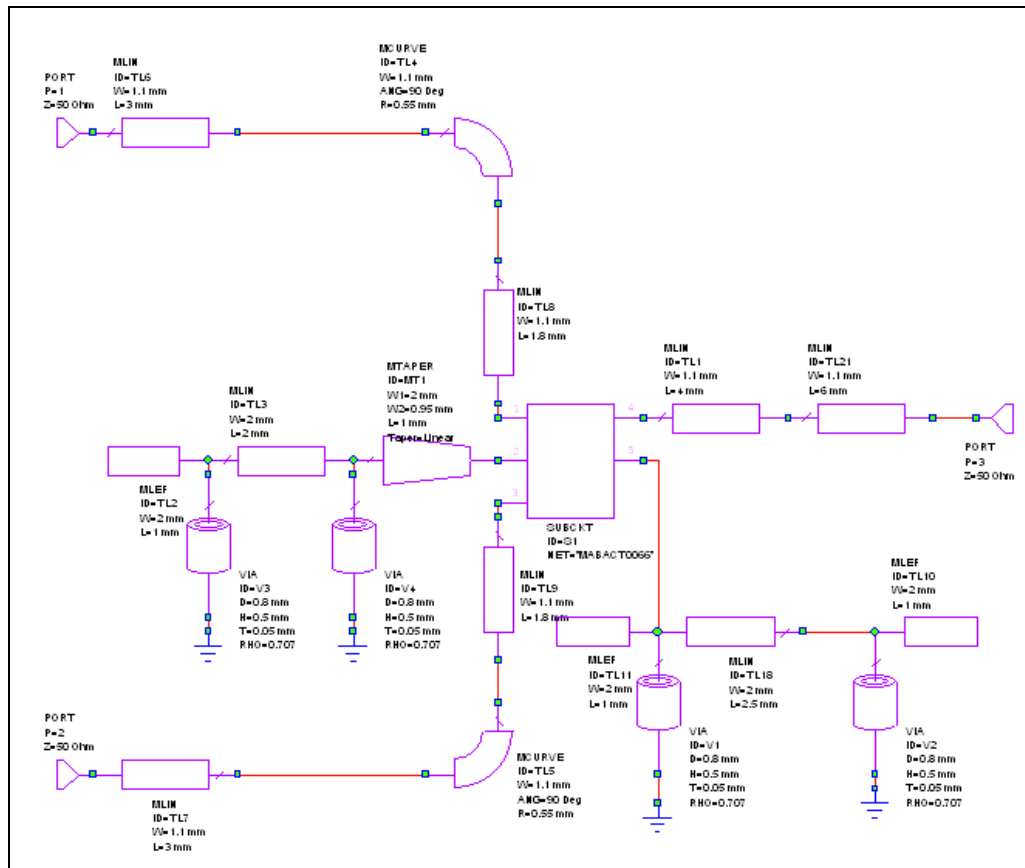 MCURVE
ID=TL4
W=1.1 mm
ANG=90 Deg
R=0.55 mm
MLIN
ID=TL6
W=1.1 mm
L=3 mm
PORT
P=1
Z=50 Ohm
MLIN
ID=TL8
W=1.1 mm
L=1.8 mm
MLIN
ID=TL1
W=1.1 mm
L=4 mm
MLIN
ID=TL21
W=1.1 mm
L=6 mm
MTAPER
ID=MT1
W1=2 mm
W2=0.95 mm
L=1 mm
Taper=Linear
MLIN
ID=TL3
W=2 mm
L=2 mm
1
2
3
4
5
PORT
P=3
Z=50 Ohm
MLEF
ID=TL2
W=2 mm
L=1 mm
SUBCKT
ID=S1
NET="MABACT0066"
VIA
ID=V3
D=0.8 mm
H=0.5 mm
T=0.05 mm
RHO=0.707
VIA
ID=V4
D=0.8 mm
H=0.5 mm
T=0.05 mm
RHO=0.707
MLIN
ID=TL9
W=1.1 mm
L=1.8 mm
MLEF
ID=TL10
W=2 mm
L=1 mm
MLEF
ID=TL11
W=2 mm
L=1 mm
MLIN
ID=TL18
W=2 mm
L=2.5 mm
VIA
ID=V1
D=0.8 mm
H=0.5 mm
T=0.05 mm
RHO=0.707
VIA
ID=V2
D=0.8 mm
H=0.5 mm
T=0.05 mm
RHO=0.707
PORT
P=2
Z=50 Ohm
MLIN
ID=TL7
W=1.1 mm
L=3 mm
MCURVE
ID=TL5
W=1.1 mm
ANG=90 Deg
R=0.55 mm